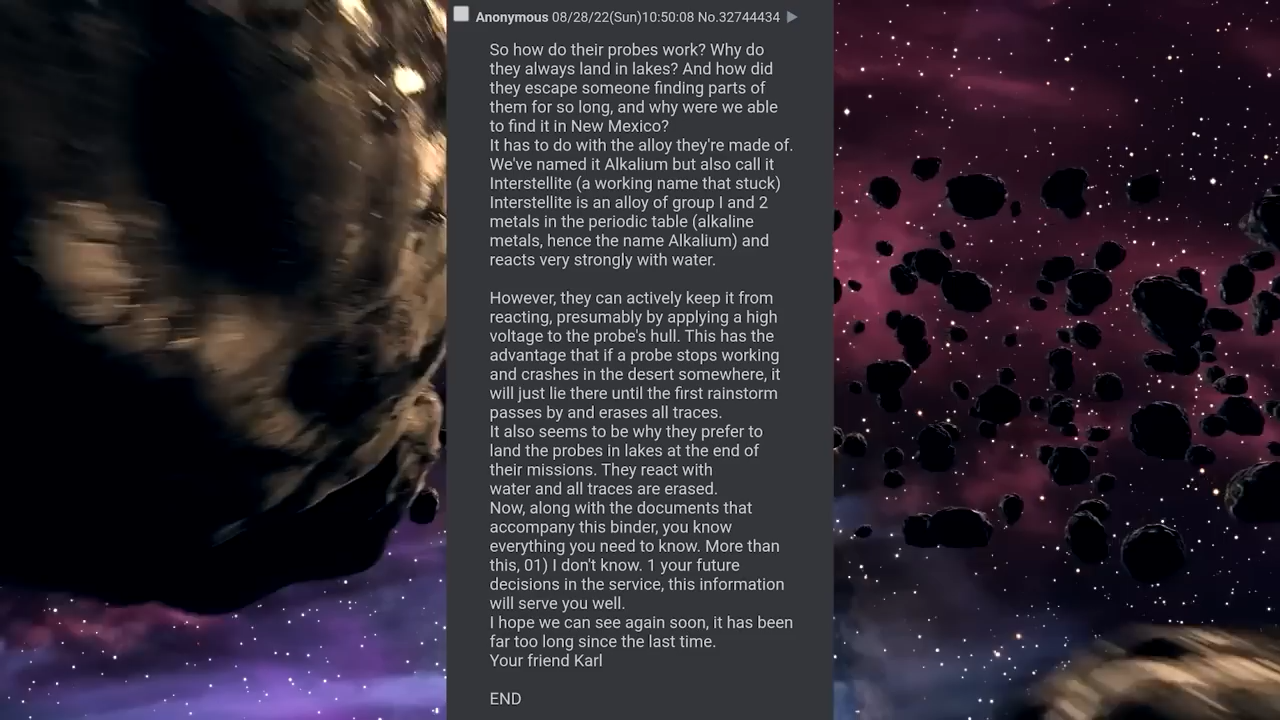 Anonymous 08/28/22(Sun)10:50:08 No.32744434 ▶
So how do their probes work? Why do
they always land in lakes? And how did
they escape someone finding parts of
them for so long, and why were we able
to find it in New Mexico?
It has to do with the alloy they're made of.
We've named it Alkalium but also call it
Interstellite (a working name that stuck)
Interstellite is an alloy of group I and 2
metals in the periodic table (alkaline
metals, hence the name Alkalium) and
reacts very strongly with water.
However, they can actively keep it from
reacting, presumably by applying a high
voltage to the probe's hull. This has the
advantage that if a probe stops working
and crashes in the desert somewhere, it
will just lie there until the first rainstorm
passes by and erases all traces.
It also seems to be why they prefer to
land the probes in lakes at the end of
their missions. They react with
water and all traces are erased.
Now, along with the documents that
accompany this binder, you know
everything you need to know. More than
this, 01) I don't know. 1 your future
decisions in the service, this information
will serve you well.
I hope we can see again soon, it has been
far too long since the last time.
Your friend Karl
END